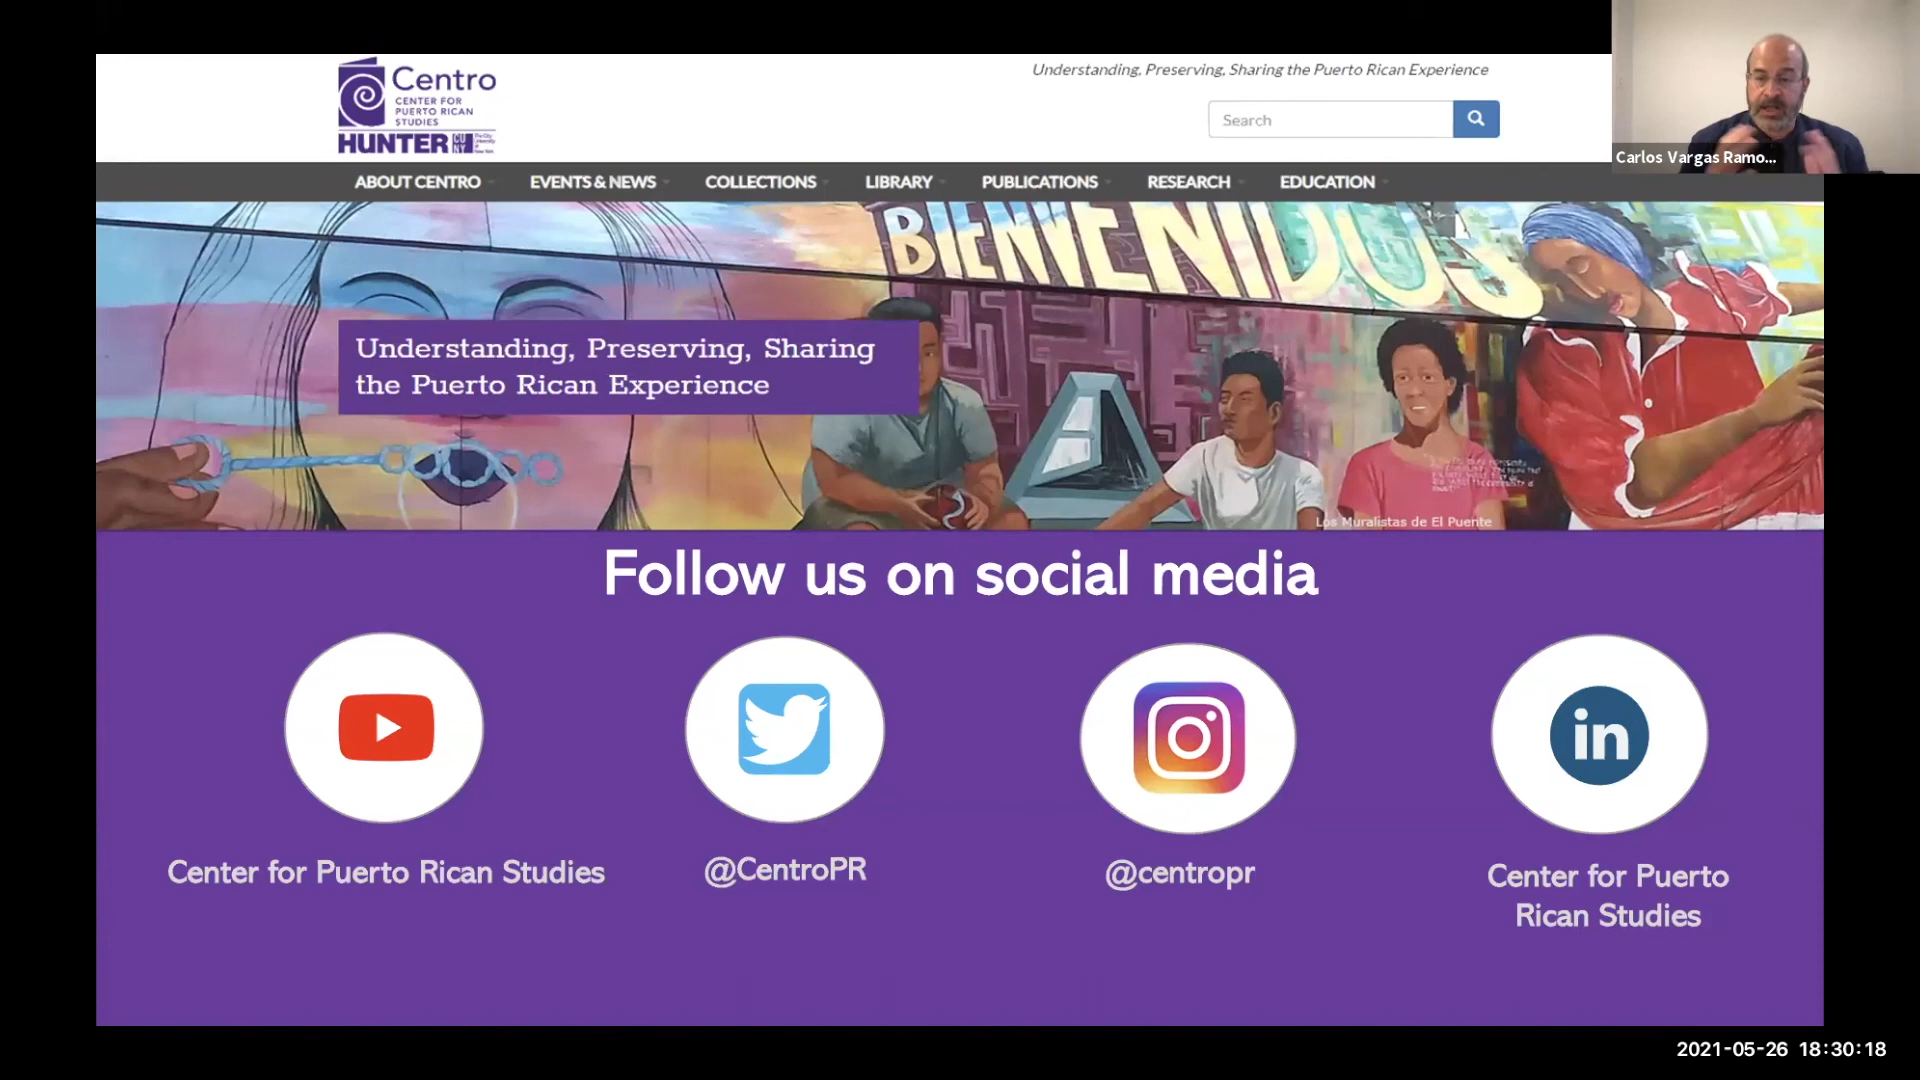 Centro
CENTER FOR
PUERTO RICAN
STUDIES
HUNTER
CU
NY
Understanding, Preserving, Sharing the Puerto Rican Experience
Search
Carlos Vargas Ramo...
ABOUT CENTRO
EVENTS & NEWS
COLLECTIONS
LIBRARY
PUBLICATIONS
RESEARCH
EDUCATION
BIENVENIDOS
Understanding, Preserving, Sharing
the Puerto Rican Experience
Los Muralistas de El Puente
Follow us on social media
in
Center for Puerto Rican Studies
@CentroPR
@centropr
Center for Puerto
Rican Studies
2021-05-26 18:30:18